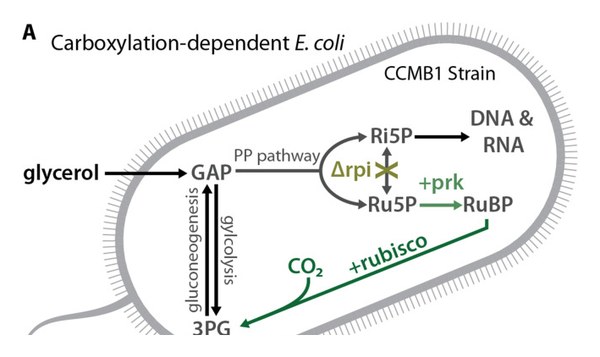 A Carboxylation-dependent E. coli
CCMB1 Strain
DNA &
RNA
Ri5P
PP pathway
Δrpi
+prk
glycerol
GAP
Ru5P
RuBP
gluconeogenesis
gylcolysis
CO₂
+rubisco
3PG